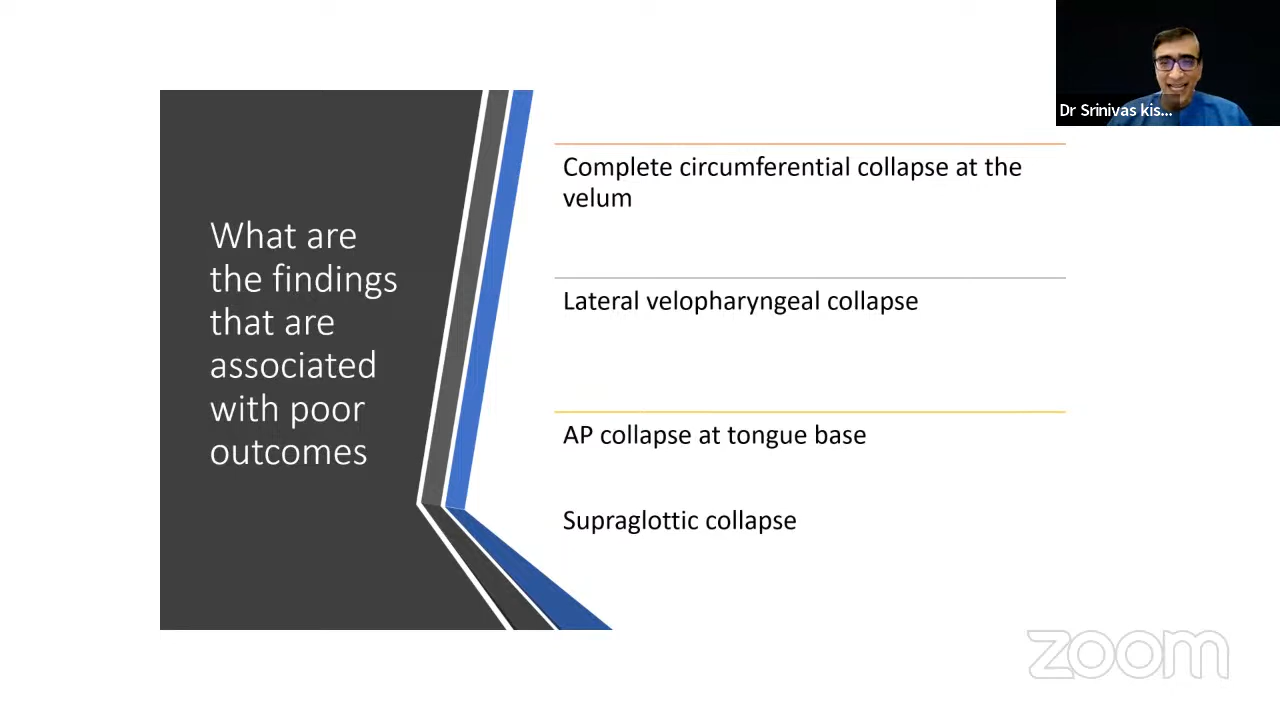 Dr Srinivas kis...
What are
the findings
that are
associated
with poor
outcomes
Complete circumferential collapse at the
velum
Lateral velopharyngeal collapse
AP collapse at tongue base
Supraglottic collapse
zoom